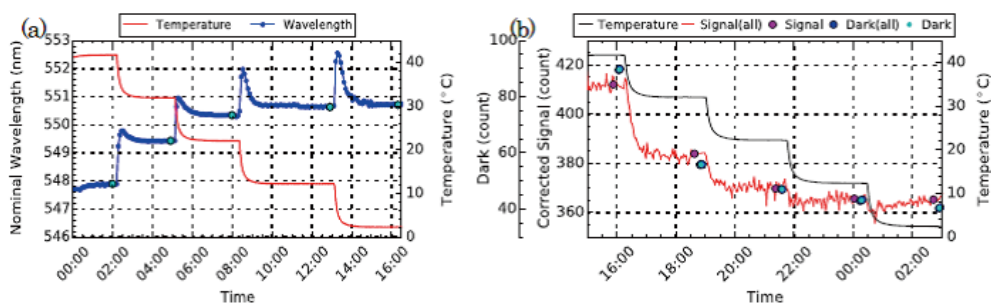 (a)
Temperature
Wavelength
553
552
551
550
549
548
547
546
Nominal Wavelength (nm)
40
30
20
10
0
Temperature (°C)
00:00
02:00
04:00
06:00
08:00
10:00
12:00
14:00
16:00
Time
(b)
Temperature
Signal(all)
Signal
Dark(all)
Dark
100
80
60
40
Dark (count)
420
400
380
360
Corrected Signal (count)
40
30
20
10
0
Temperature (°C)
16:00
18:00
20:00
22:00
00:00
02:00
Time